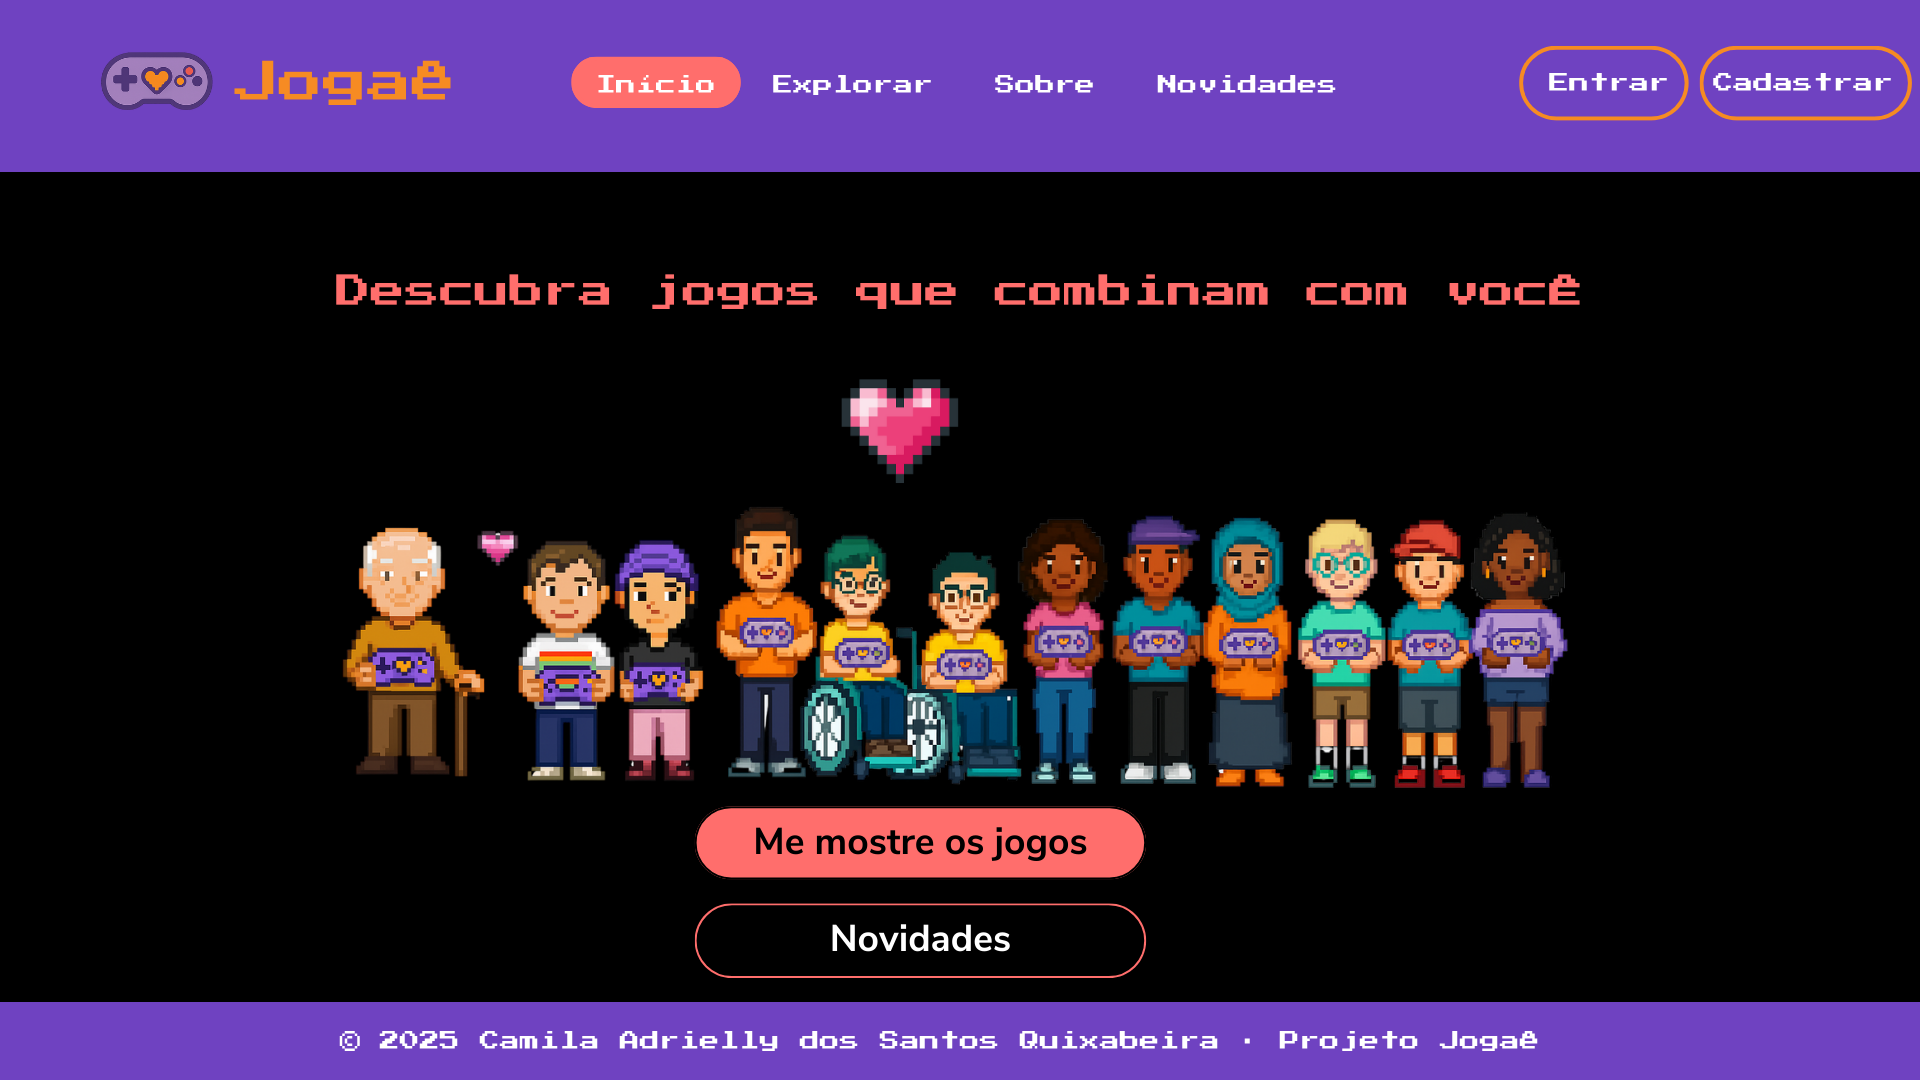 Jogaê
Início Explorar Sobre Novidades
Entrar Cadastrar
Descubra jogos que combinam com você
Me mostre os jogos
Novidades
© 2025 Camila Adrielly dos Santos Quixabeira · Projeto Jogaê